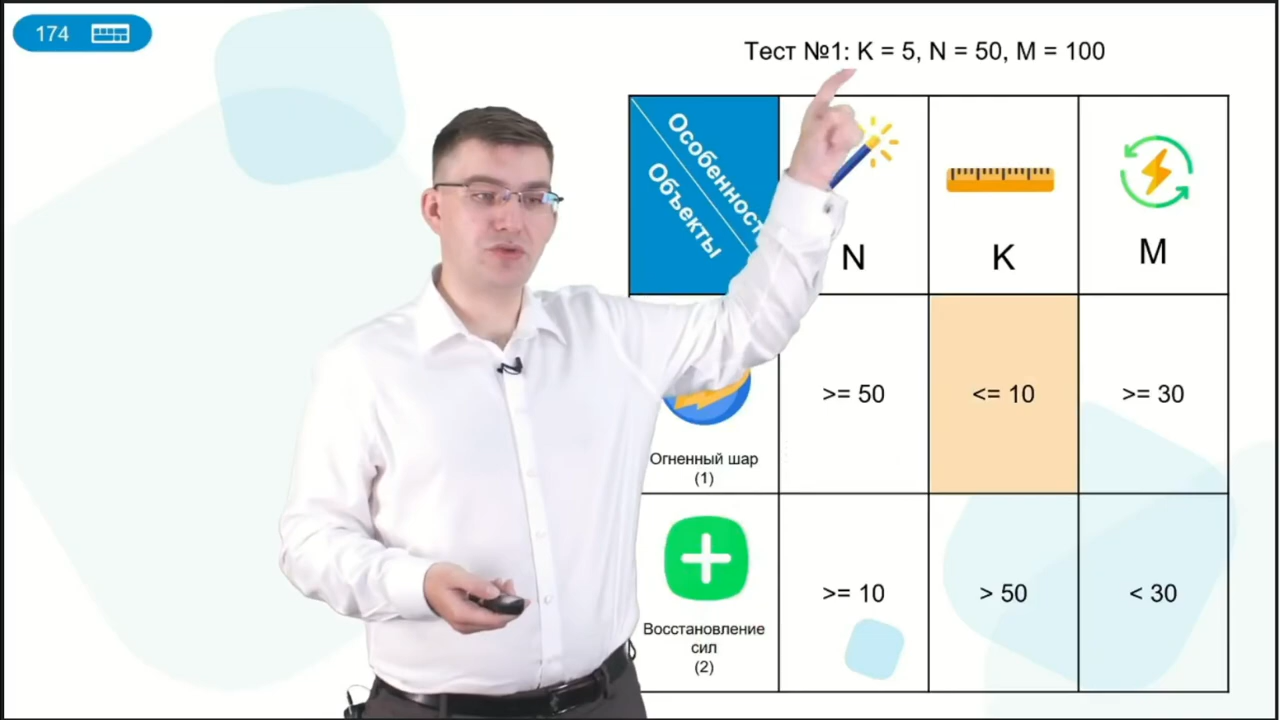 174
Тест №1: K = 5, N = 50, M = 100
Особенност
Объекты
N
K
M
>= 50
<= 10
>= 30
Огненный шар
(1)
>= 10
> 50
< 30
Восстановление
сил
(2)